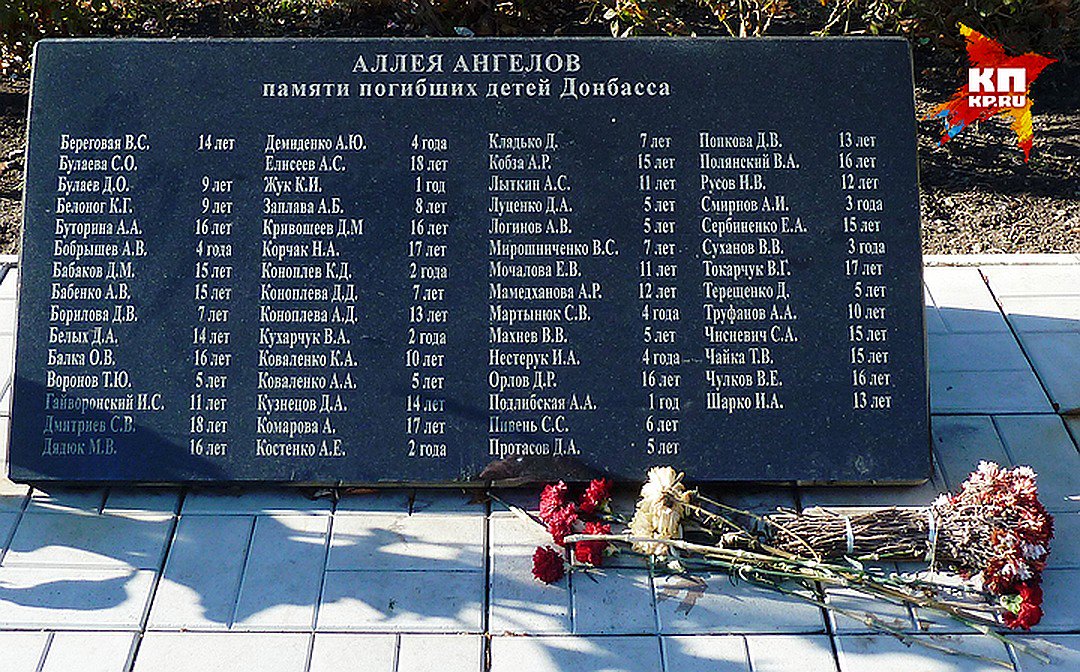 АЛЛЕЯ АНГЕЛОВ
памяти погибших детей Донбасса
КП
KP.RU
Береговая В.С. 14 лет
Булаева С.О.
Булаев Д.О. 9 лет
Белоног К.Г. 9 лет
Буторина А.А. 16 лет
Бобрышев А.В. 4 года
Бабаков Д.М. 15 лет
Бабенко А.В. 15 лет
Борилова Д.В. 7 лет
Белых Д.А. 14 лет
Балка О.В. 16 лет
Воронов Т.Ю. 5 лет
Гайворонский И.С. 11 лет
Дмитриев С.В. 18 лет
Дядюк М.В. 16 лет
Демиденко А.Ю. 4 года
Елисеев А.С. 18 лет
Жук К.И. 1 год
Заплава А.Б. 8 лет
Кривошеев Д.М 16 лет
Корчак Н.А. 17 лет
Коноплев К.Д. 2 года
Коноплева Д.Д. 7 лет
Коноплева А.Д. 13 лет
Кухарчук В.А. 2 года
Коваленко К.А. 10 лет
Коваленко А.А. 5 лет
Кузнецов Д.А. 14 лет
Комарова А. 17 лет
Костенко А.Е. 2 года
Клядько Д. 7 лет
Кобза А.Р. 15 лет
Лыткин А.С. 11 лет
Луценко Д.А. 5 лет
Логинов А.В. 5 лет
Мирошниченко В.С. 7 лет
Мочалова Е.В. 11 лет
Мамедханова А.Р. 12 лет
Мартынюк С.В. 4 года
Махнев В.В. 5 лет
Нестерук И.А. 4 года
Орлов Д.Р. 16 лет
Подлибская А.А. 1 год
Пивень С.С. 6 лет
Протасов Д.А. 5 лет
Попкова Д.В. 13 лет
Полянский В.А. 16 лет
Русов Н.В. 12 лет
Смирнов А.И. 3 года
Сербиненко Е.А. 15 лет
Суханов В.В. 3 года
Токарчук В.Г. 17 лет
Терещенко Д. 5 лет
Труфанов А.А. 10 лет
Чисневич С.А. 15 лет
Чайка Т.В. 15 лет
Чулков В.Е. 16 лет
Шарко И.А. 13 лет